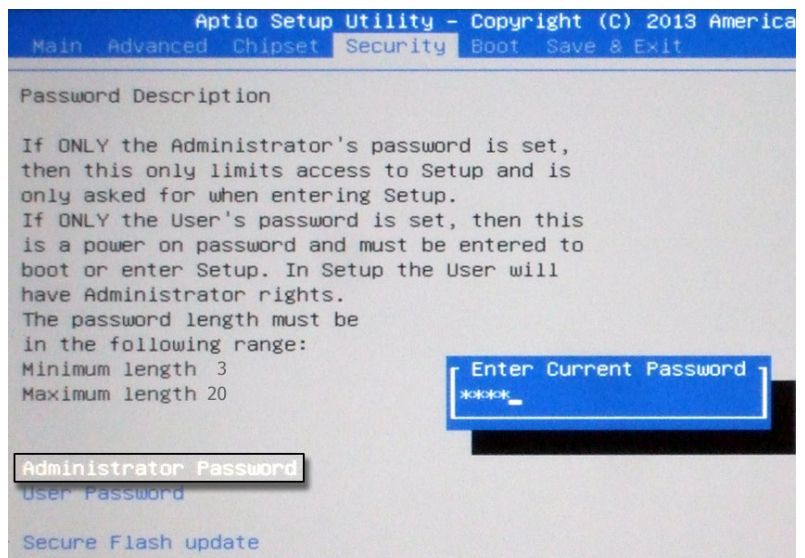 Aptio Setup Utility – Copyright (C) 2013 America
Main Advanced Chipset Security Boot Save & Exit
Password Description
If ONLY the Administrator's password is set,
then this only limits access to Setup and is
only asked for when entering Setup.
If ONLY the User's password is set, then this
is a power on password and must be entered to
boot or enter Setup. In Setup the User will
have Administrator rights.
The password length must be
in the following range:
Minimum length 3
Maximum length 20
Enter Current Password
****_
Administrator Password
User Password
Secure Flash update